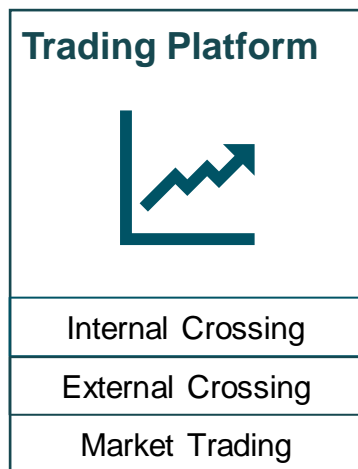 Trading Platform
Internal Crossing
External Crossing
Market Trading